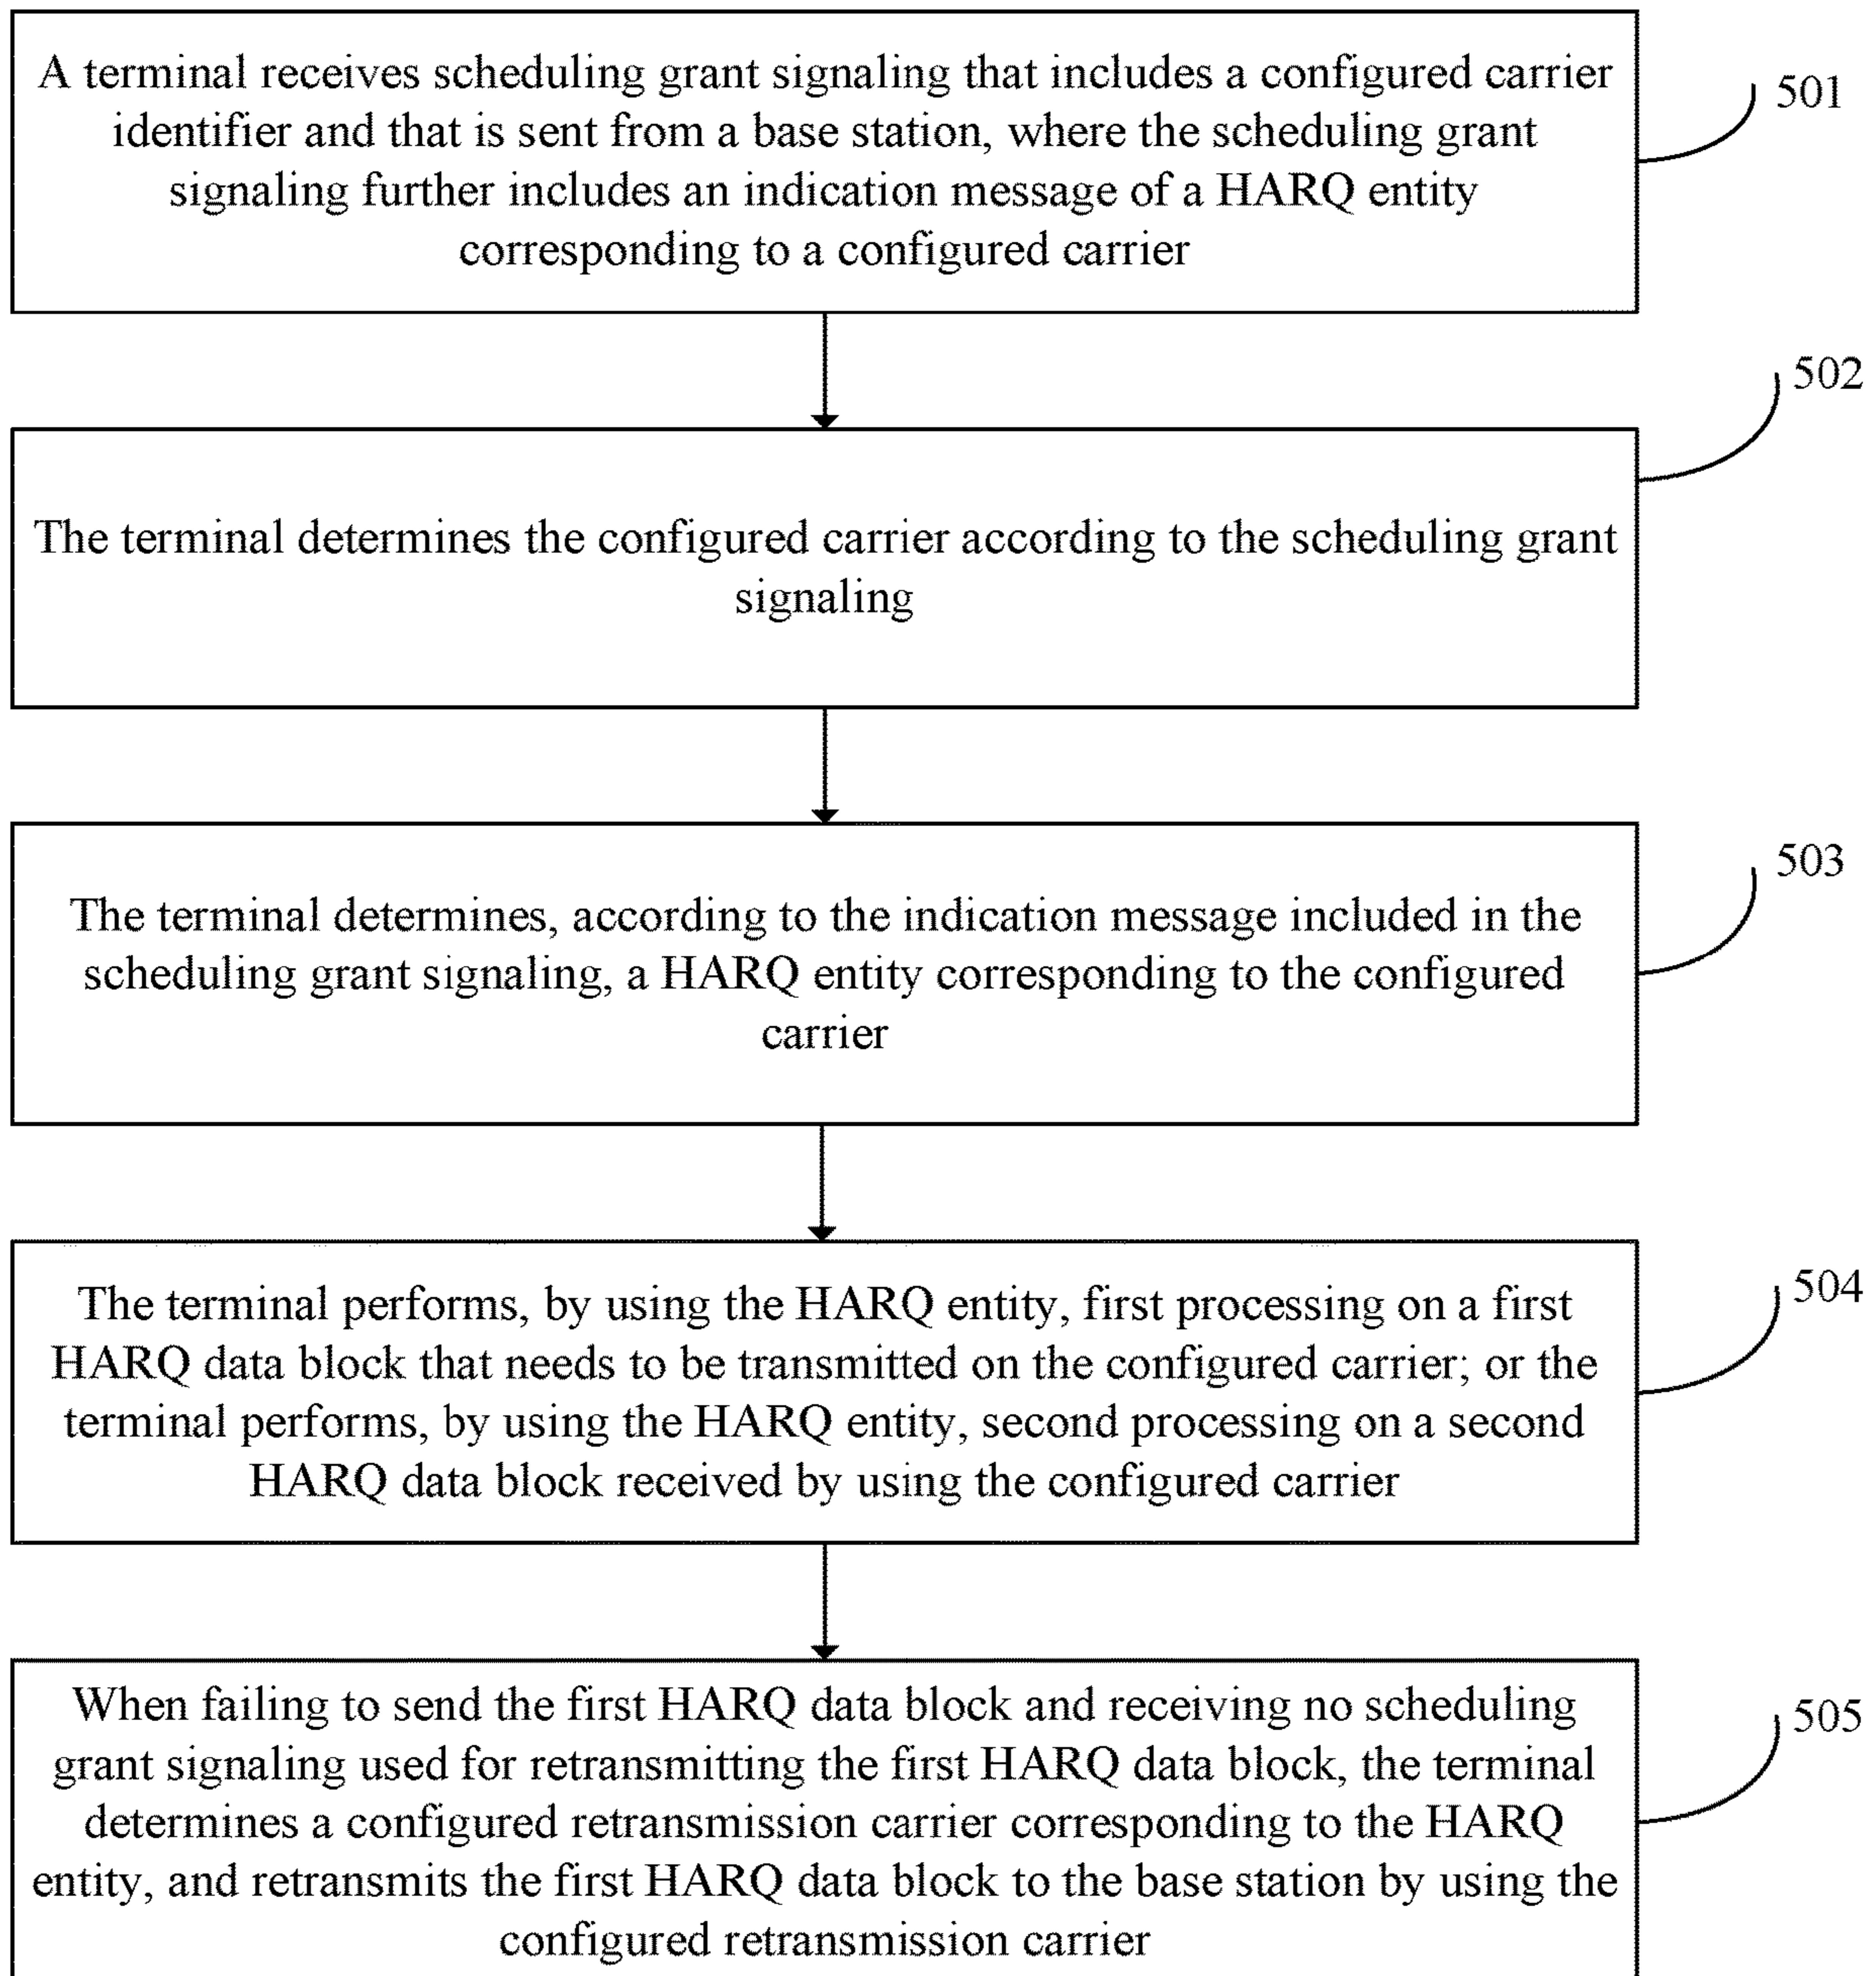 A terminal receives scheduling grant signaling that includes a configured carrier
identifier and that is sent from a base station, where the scheduling grant
signaling further includes an indication message of a HARQ entity
corresponding to a configured carrier
501
502
The terminal determines the configured carrier according to the scheduling grant
signaling
503
The terminal determines, according to the indication message included in the
scheduling grant signaling, a HARQ entity corresponding to the configured
carrier
504
The terminal performs, by using the HARQ entity, first processing on a first
HARQ data block that needs to be transmitted on the configured carrier; or the
terminal performs, by using the HARQ entity, second processing on a second
HARQ data block received by using the configured carrier
505
When failing to send the first HARQ data block and receiving no scheduling
grant signaling used for retransmitting the first HARQ data block, the terminal
determines a configured retransmission carrier corresponding to the HARQ
entity, and retransmits the first HARQ data block to the base station by using the
configured retransmission carrier